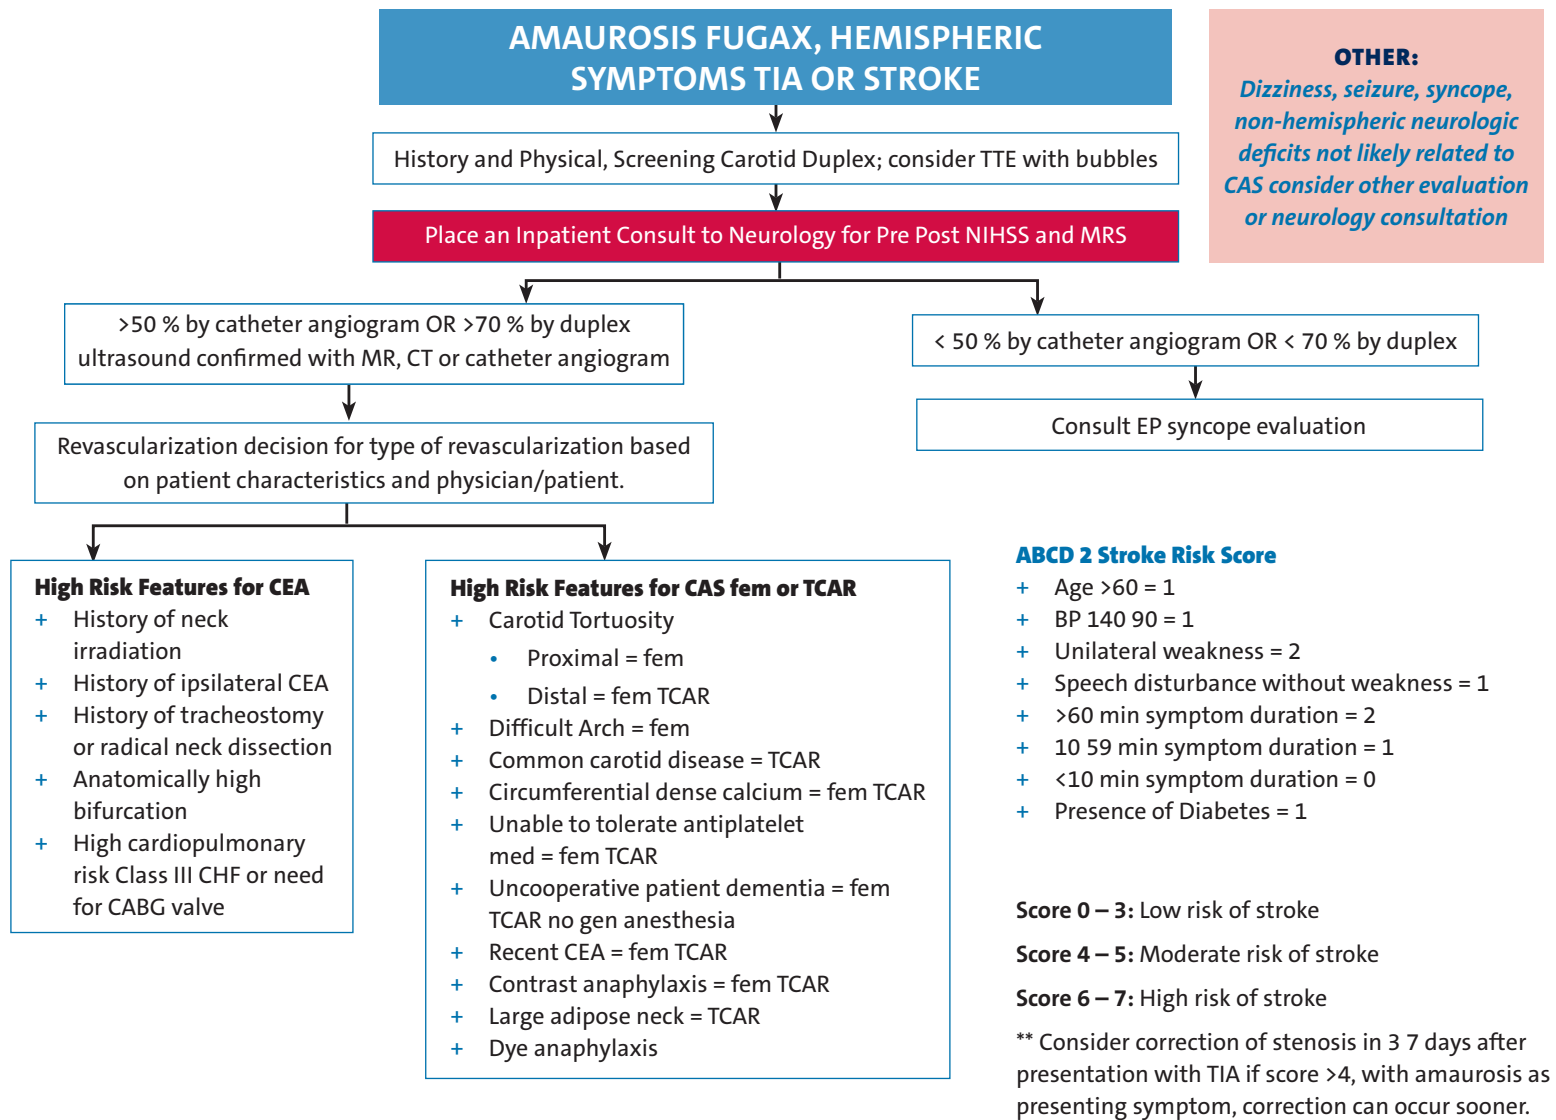 AMAUROSIS FUGAX, HEMISPHERIC
SYMPTOMS TIA OR STROKE
OTHER:
Dizziness, seizure, syncope,
non-hemispheric neurologic
deficits not likely related to
CAS consider other evaluation
or neurology consultation
History and Physical, Screening Carotid Duplex; consider TTE with bubbles
Place an Inpatient Consult to Neurology for Pre Post NIHSS and MRS
>50 % by catheter angiogram OR >70 % by duplex
ultrasound confirmed with MR, CT or catheter angiogram
< 50 % by catheter angiogram OR < 70 % by duplex
Revascularization decision for type of revascularization based
on patient characteristics and physician/patient.
Consult EP syncope evaluation
High Risk Features for CEA
+ History of neck
irradiation
+ History of ipsilateral CEA
+ History of tracheostomy
or radical neck dissection
+ Anatomically high
bifurcation
+ High cardiopulmonary
risk Class III CHF or need
for CABG valve
High Risk Features for CAS fem or TCAR
+ Carotid Tortuosity
• Proximal = fem
• Distal = fem TCAR
+ Difficult Arch = fem
+ Common carotid disease = TCAR
+ Circumferential dense calcium = fem TCAR
+ Unable to tolerate antiplatelet
med = fem TCAR
+ Uncooperative patient dementia = fem
TCAR no gen anesthesia
+ Recent CEA = fem TCAR
+ Contrast anaphylaxis = fem TCAR
+ Large adipose neck = TCAR
+ Dye anaphylaxis
ABCD 2 Stroke Risk Score
+ Age >60 = 1
+ BP 140 90 = 1
+ Unilateral weakness = 2
+ Speech disturbance without weakness = 1
+ >60 min symptom duration = 2
+ 10 59 min symptom duration = 1
+ <10 min symptom duration = 0
+ Presence of Diabetes = 1
Score 0 – 3: Low risk of stroke
Score 4 – 5: Moderate risk of stroke
Score 6 – 7: High risk of stroke
** Consider correction of stenosis in 3 7 days after
presentation with TIA if score >4, with amaurosis as
presenting symptom, correction can occur sooner.